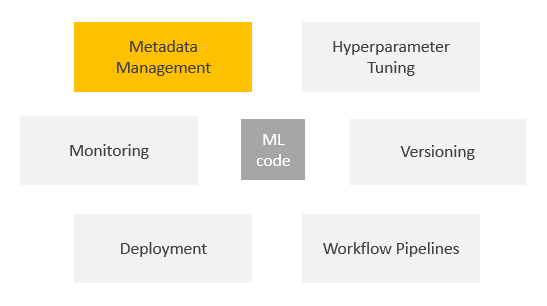 Metadata
Management
Hyperparameter
Tuning
Monitoring
ML
code
Versioning
Deployment
Workflow Pipelines